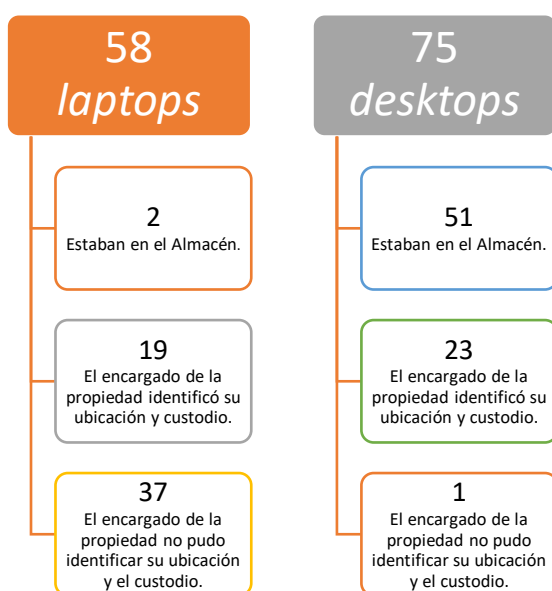 58
laptops
2
Estaban en el Almacén.
19
El encargado de la
propiedad identificó su
ubicación y custodio.
37
El encargado de la
propiedad no pudo
identificar su ubicación
y el custodio.
75
desktops
51
Estaban en el Almacén.
23
El encargado de la
propiedad identificó su
ubicación y custodio.
1
El encargado de la
propiedad no pudo
identificar su ubicación
y el custodio.